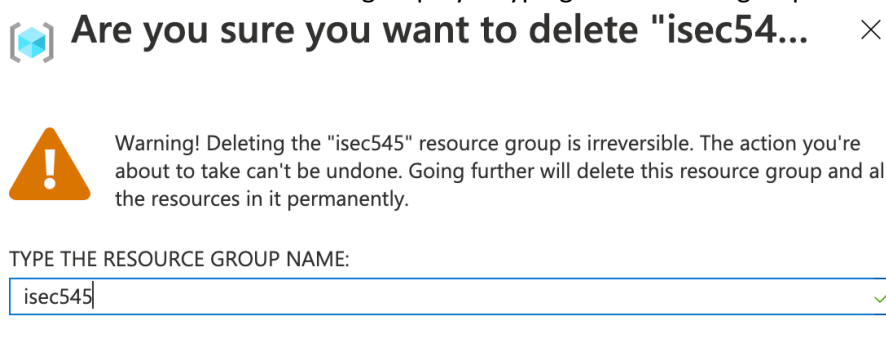 Are you sure you want to delete "isec54...
Warning! Deleting the "isec545" resource group is irreversible. The action you're
about to take can't be undone. Going further will delete this resource group and al
the resources in it permanently.
TYPE THE RESOURCE GROUP NAME:
isec545